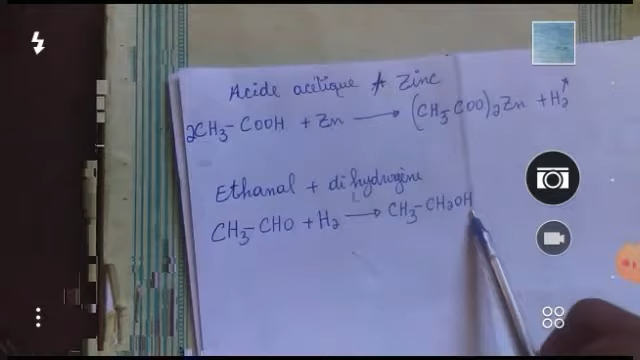 Acide acétique + Zinc
2CH₃-COOH + Zn → (CH₃COO)₂Zn + H₂↑
Ethanal + dihydrogène
CH₃-CHO + H₂ → CH₃-CH₂OH